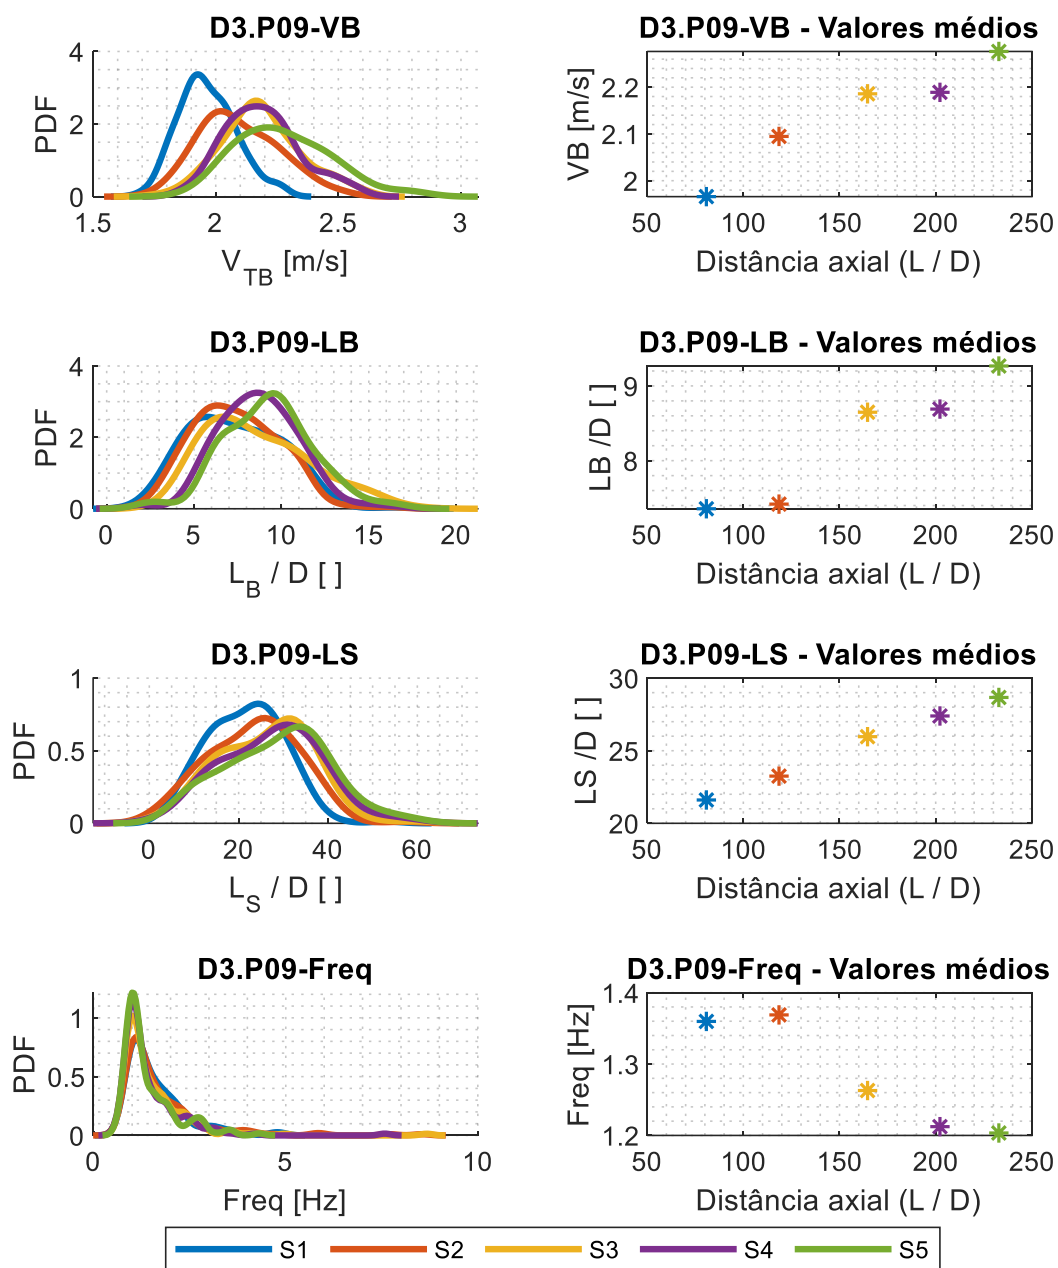 D3.P09-VB
D3.P09-VB - Valores médios
4
2
0
PDF
1.5
2
2.5
3
V_TB [m/s]
2.2
2.1
2
VB [m/s]
50
100
150
200
250
Distância axial (L / D)
D3.P09-LB
D3.P09-LB - Valores médios
4
2
0
PDF
0
5
10
15
20
L_B / D [ ]
9
8
LB /D [ ]
50
100
150
200
250
Distância axial (L / D)
D3.P09-LS
D3.P09-LS - Valores médios
1
0.5
0
PDF
0
20
40
60
L_S / D [ ]
30
25
20
LS /D [ ]
50
100
150
200
250
Distância axial (L / D)
D3.P09-Freq
D3.P09-Freq - Valores médios
1
0.5
0
PDF
0
5
10
Freq [Hz]
1.4
1.3
1.2
Freq [Hz]
50
100
150
200
250
Distância axial (L / D)
S1
S2
S3
S4
S5